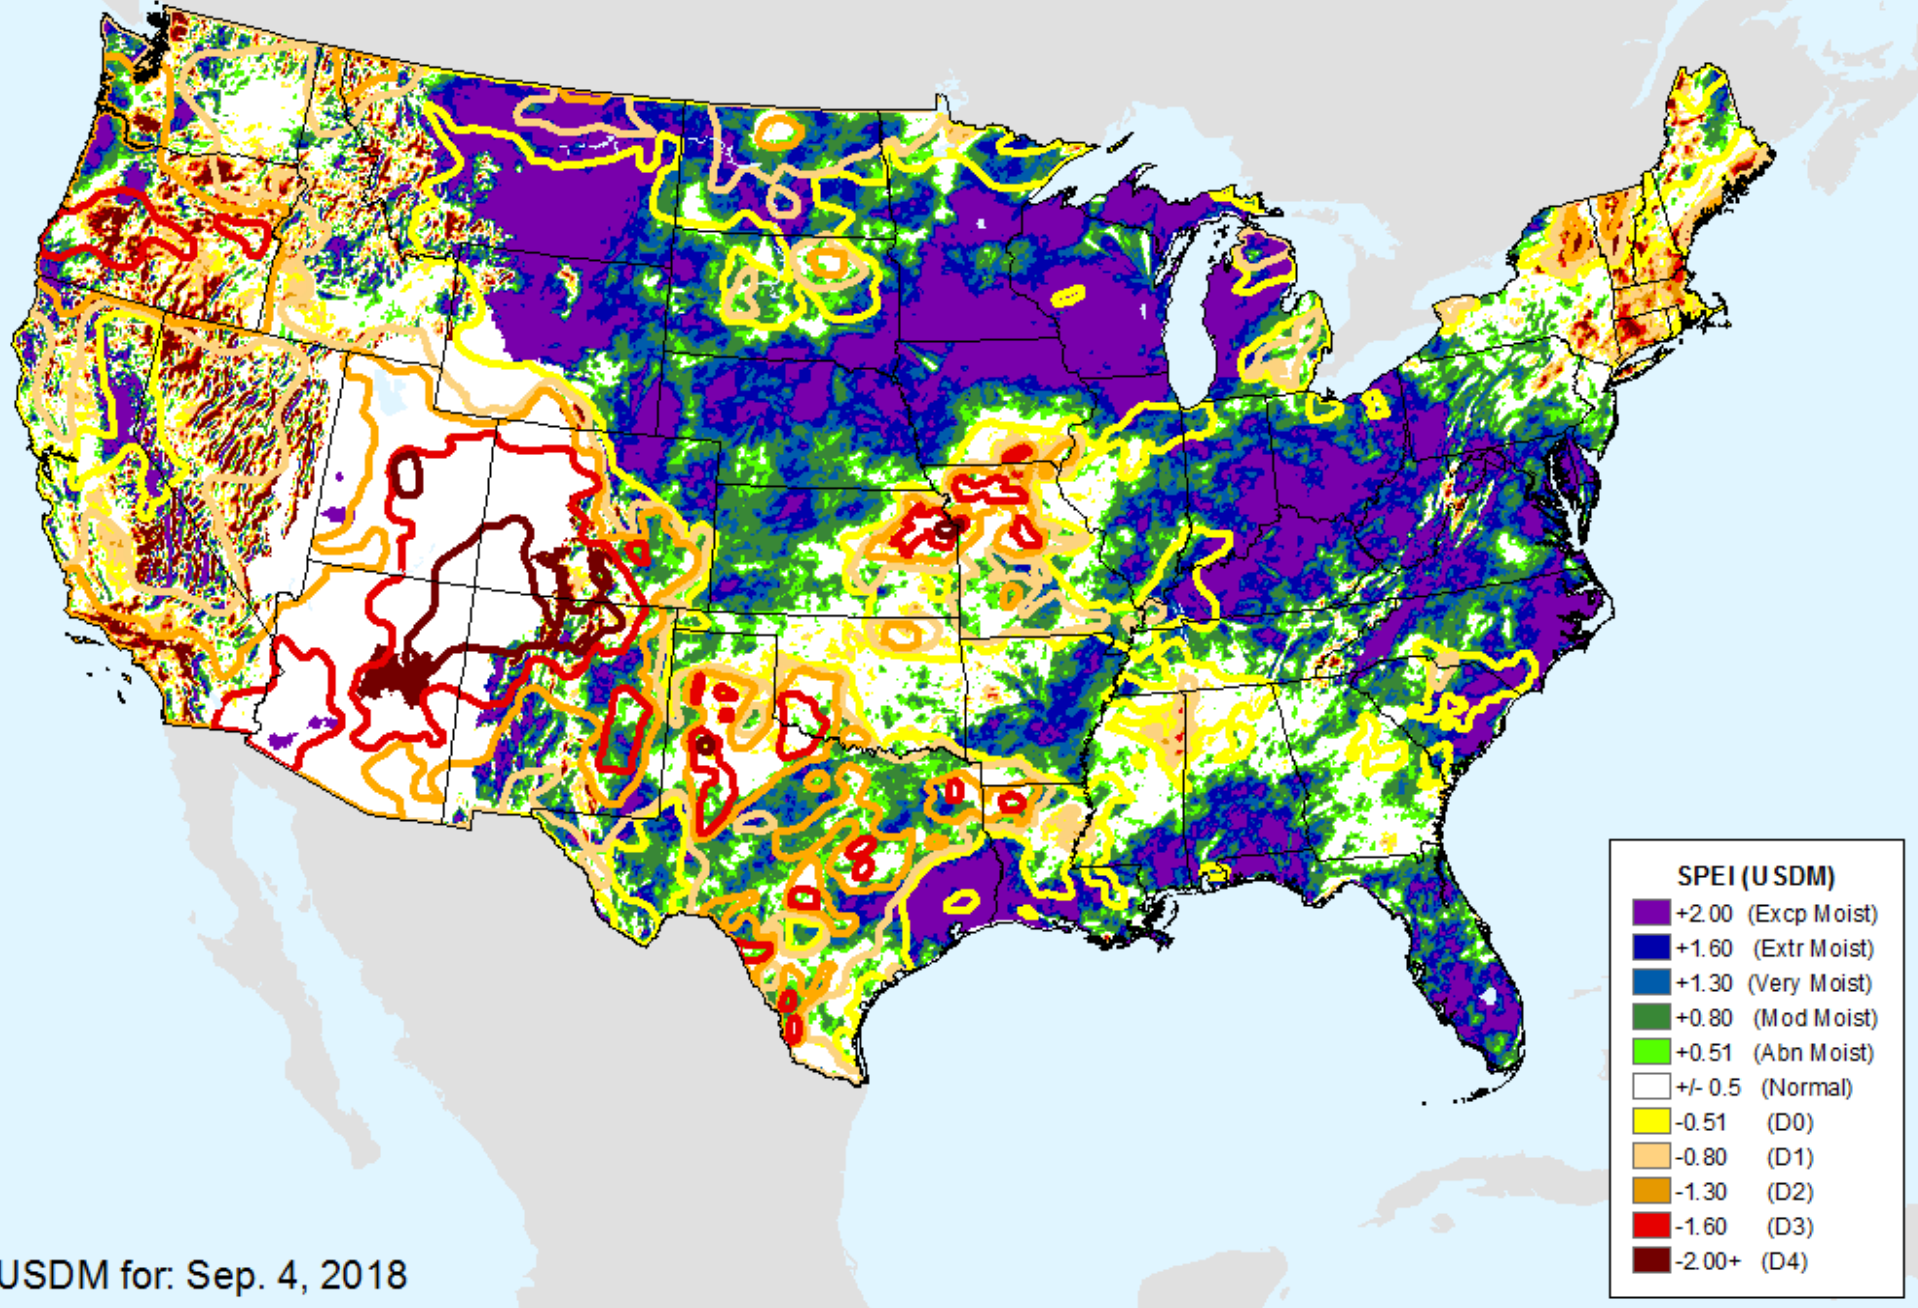 SPEI (USDM)
+2.00 (Excp Moist)
+1.60 (Extr Moist)
+1.30 (Very Moist)
+0.80 (Mod Moist)
+0.51 (Abn Moist)
+/- 0.5 (Normal)
-0.51 (D0)
-0.80 (D1)
-1.30 (D2)
-1.60 (D3)
-2.00+ (D4)
USDM for: Sep. 4, 2018